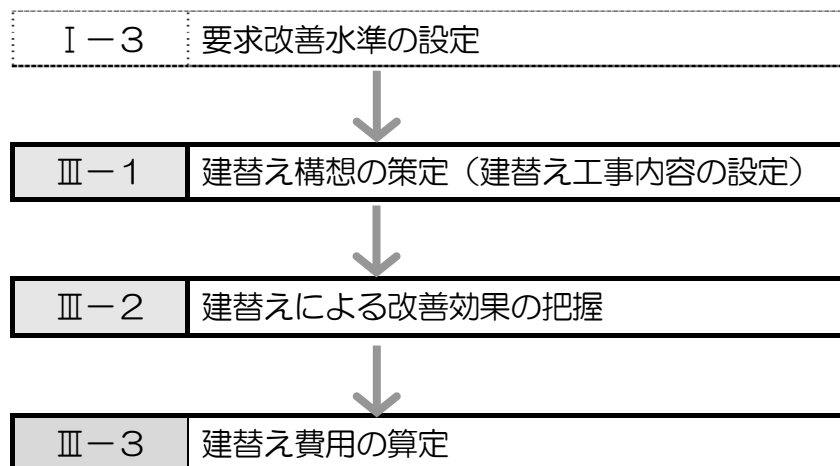 Ⅰ－３ 要求改善水準の設定
Ⅲ－１ 建替え構想の策定（建替え工事内容の設定）
Ⅲ－２ 建替えによる改善効果の把握
Ⅲ－３ 建替え費用の算定